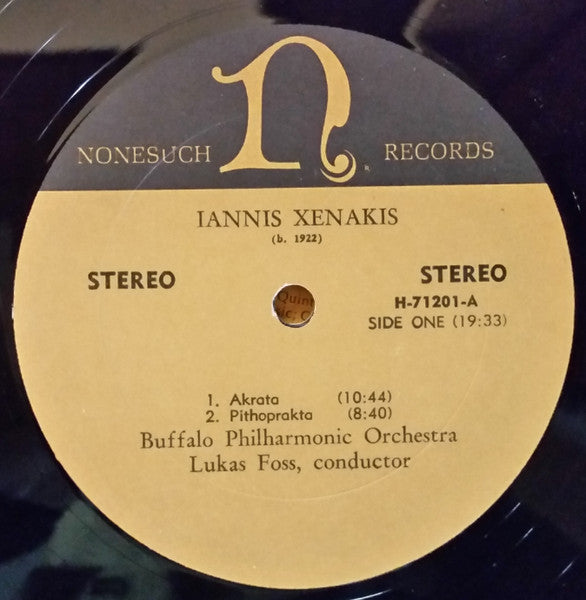 NONESUCH n RECORDS
R
IANNIS XENAKIS
(b. 1922)
STEREO STEREO
H-71201-A
SIDE ONE (19:33)
1. Akrata (10:44)
2. Pithoprakta (8:40)
Buffalo Philharmonic Orchestra
Lukas Foss, conductor